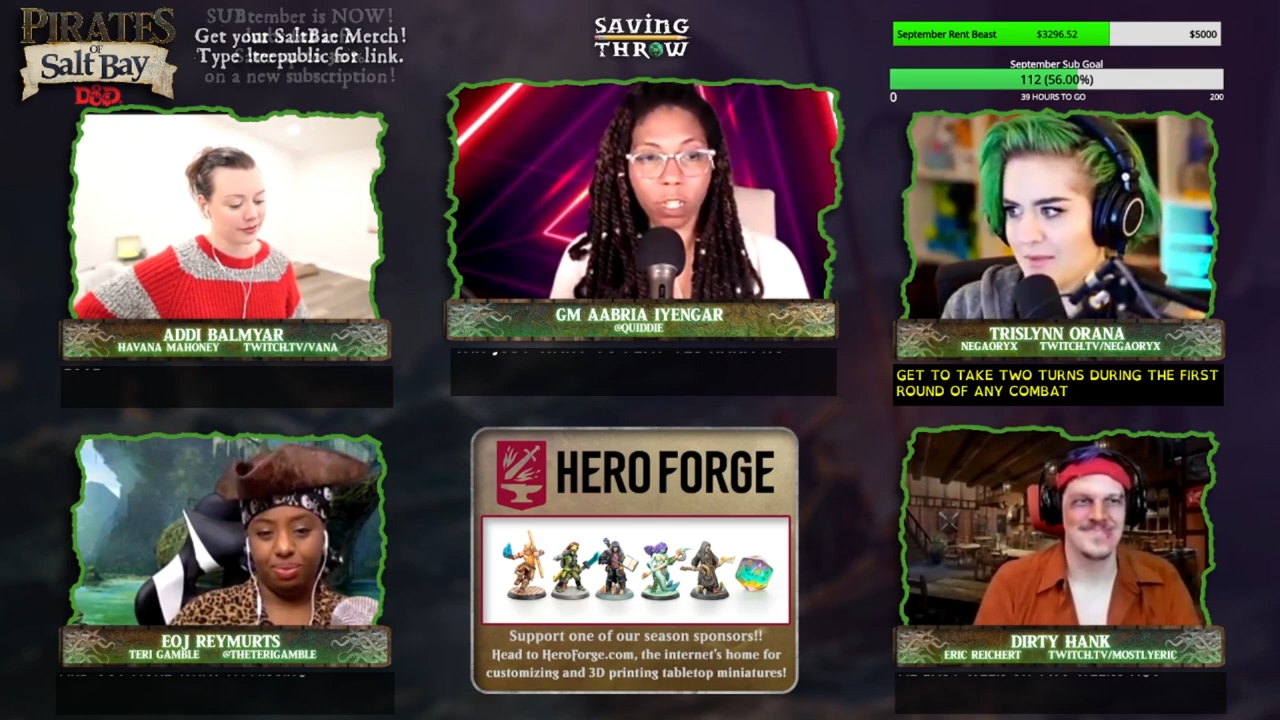 PIRATES
OF
Salt Bay
D&D
SUBtember is NOW!
Get your SaltBae Merch!
Type !teepublic for link.
on a new subscription!
SAVING
THROW
September Rent Beast $3296.52 $5000
September Sub Goal
112 (56.00%)
0 39 HOURS TO GO 200
ADDI BALMYAR
HAVANA MAHONEY TWITCH.TV/VANA
GM AABRIA IYENGAR
@QUIDDIE
TRISLYNN ORANA
NEGAORYX TWITCH.TV/NEGAORYX
GET TO TAKE TWO TURNS DURING THE FIRST
ROUND OF ANY COMBAT
EOJ REYMURTS
TERI GAMBLE @THETERIGAMBLE
HERO FORGE
Support one of our season sponsors!!
Head to HeroForge.com, the internet's home for
customizing and 3D printing tabletop miniatures!
DIRTY HANK
ERIC REICHERT TWITCH.TV/MOSTLYERIC